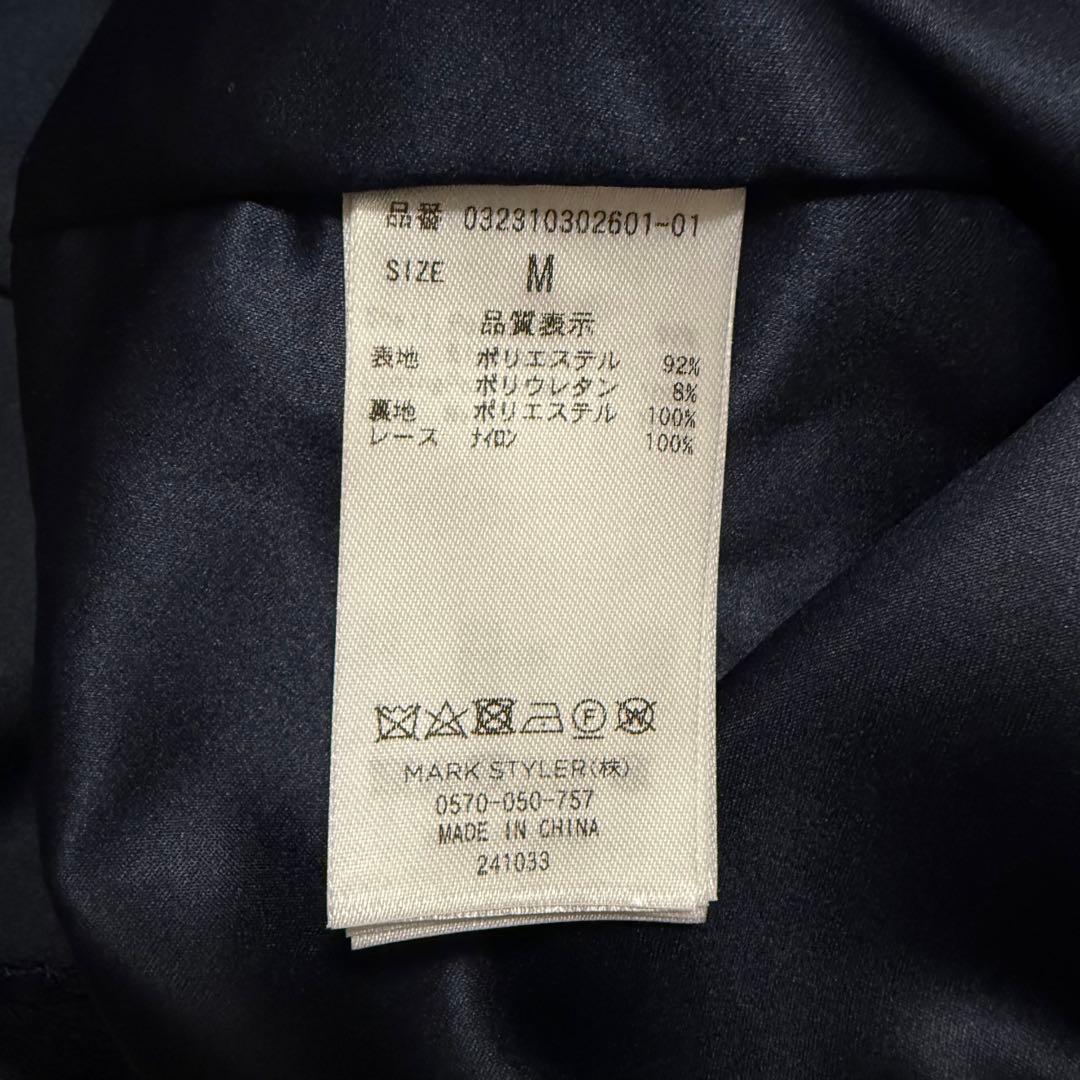 品番 032310302601-01
SIZE M
品質表示
表地 ポリエステル 92%
ポリウレタン 8%
裏地 ポリエステル 100%
レース ナイロン 100%
F W
MARK STYLER(株)
0570-050-757
MADE IN CHINA
241033